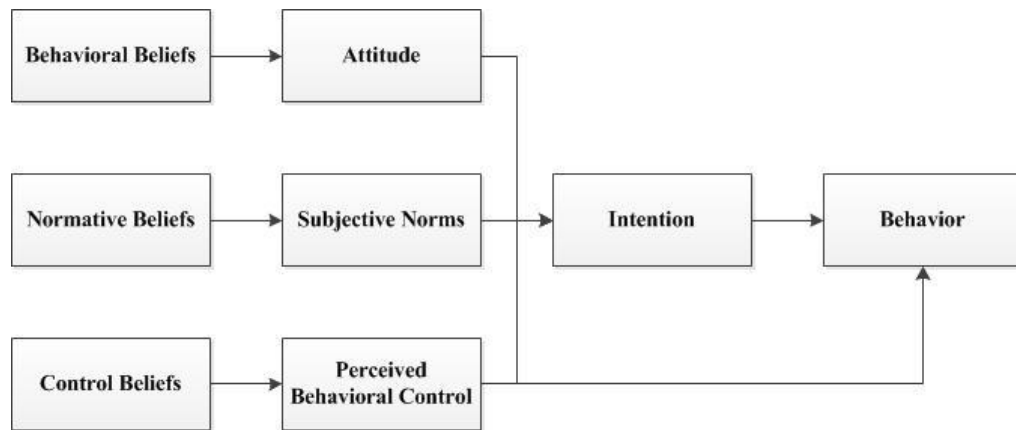 Behavioral Beliefs
Attitude
Normative Beliefs
Subjective Norms
Intention
Behavior
Control Beliefs
Perceived
Behavioral Control